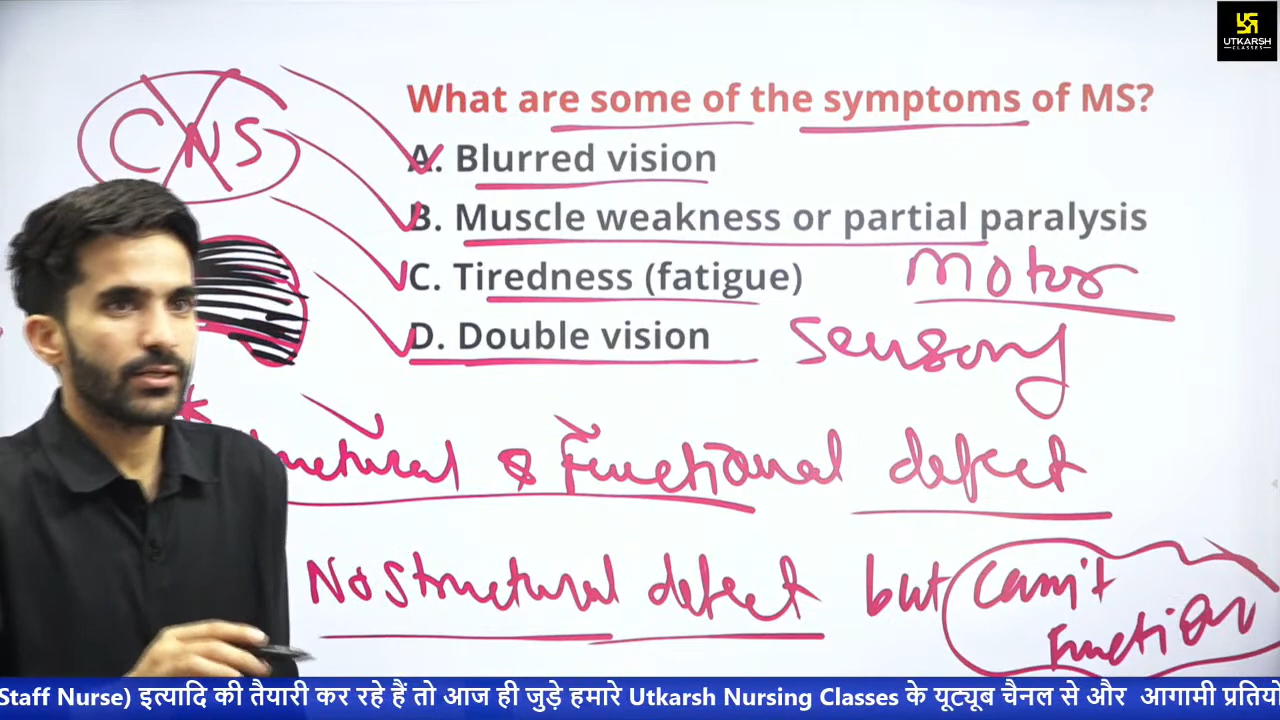 UTKARSH
CLASSES
CNS
What are some of the symptoms of MS?
A. Blurred vision
B. Muscle weakness or partial paralysis
C. Tiredness (fatigue)
Motor
D. Double vision
Sensory
& Functional defect
No structural defect but can't
Function
Staff Nurse) इत्यादि की तैयारी कर रहे हैं तो आज ही जुड़े हमारे Utkarsh Nursing Classes के यूट्यूब चैनल से और आगामी